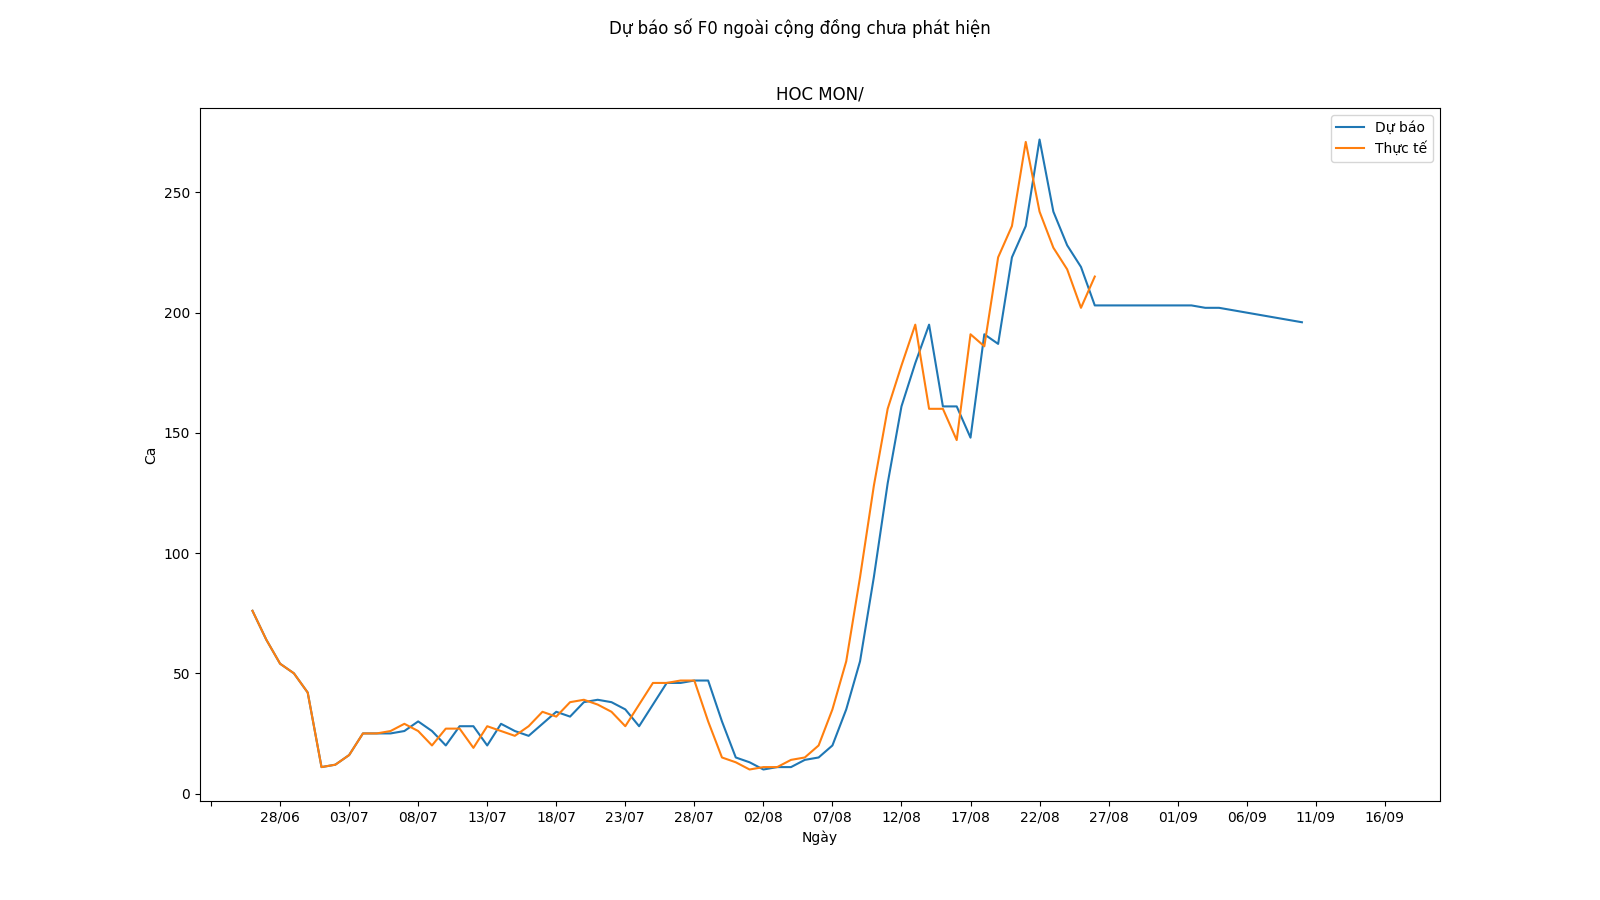 Dự báo số F0 ngoài cộng đồng chưa phát hiện
HOC MON/
Dự báo
Thực tế
250
200
150
100
50
0
Ca
28/06 03/07 08/07 13/07 18/07 23/07 28/07 02/08 07/08 12/08 17/08 22/08 27/08 01/09 06/09 11/09 16/09
Ngày